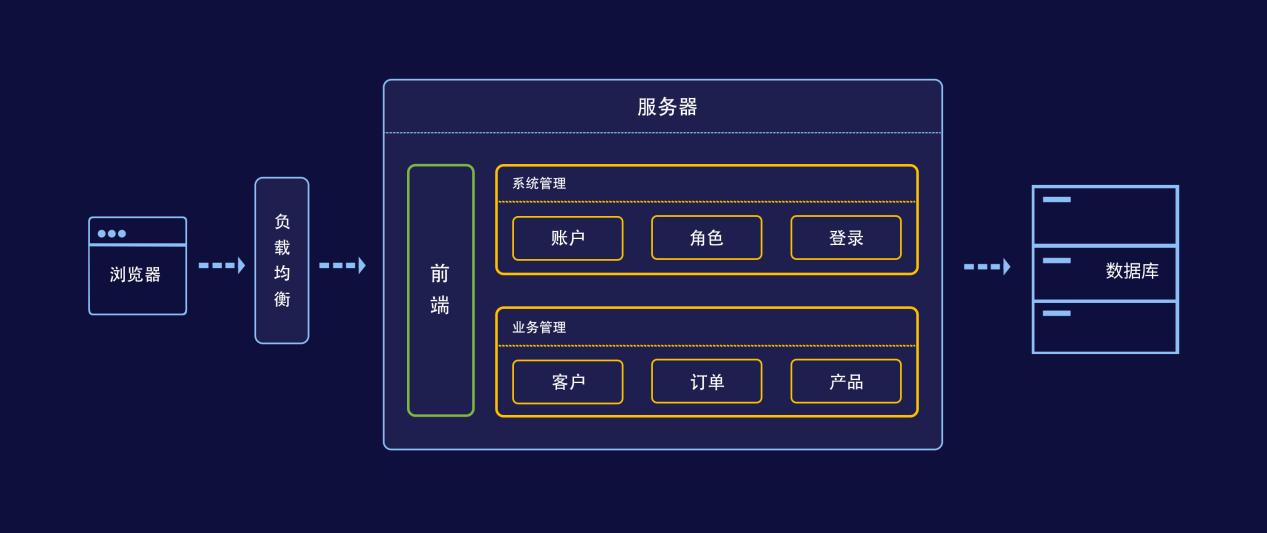 浏览器
负载均衡
服务器
前端
系统管理
账户
角色
登录
业务管理
客户
订单
产品
数据库